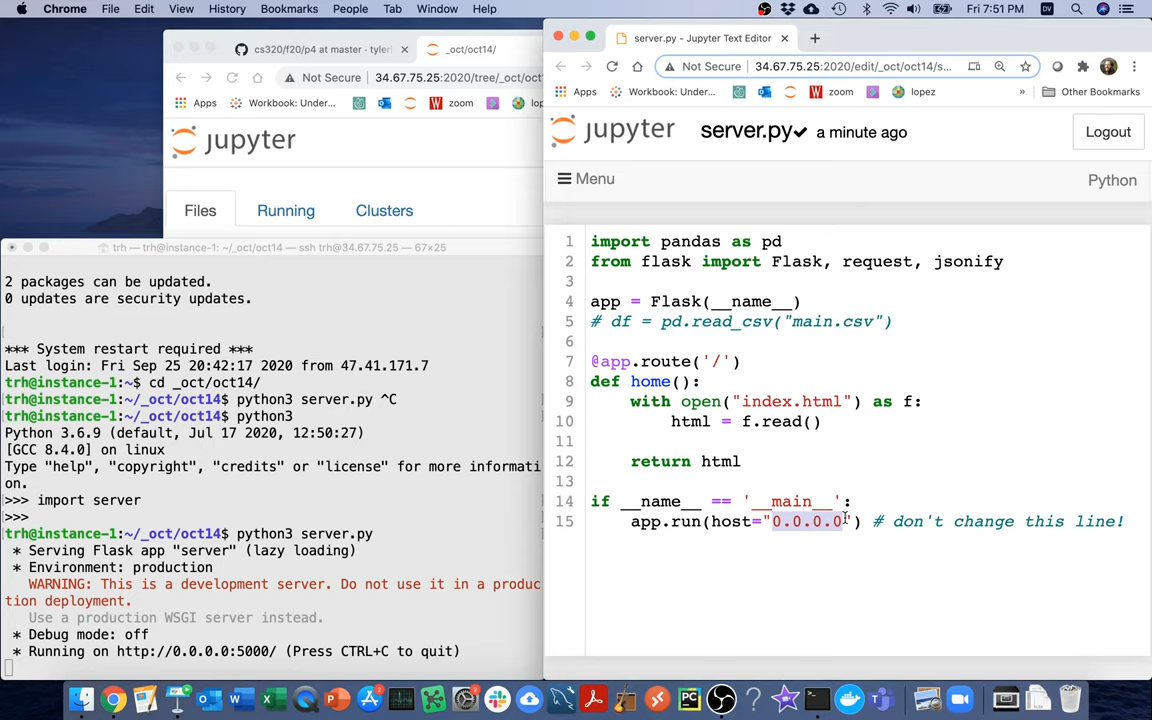 Chrome File Edit View History Bookmarks People Tab Window Help Fri 7:51 PM DV
cs320/f20/p4 at master · tyler
_oct/oct14/
Not Secure 34.67.75.25:2020/tree/_oct/oct
Apps Workbook: Under... zoom lop
jupyter
Files Running Clusters
trh — trh@instance-1: ~/_oct/oct14 — ssh trh@34.67.75.25 — 67×25
2 packages can be updated.
0 updates are security updates.
*** System restart required ***
Last login: Fri Sep 25 20:42:17 2020 from 47.41.171.7
trh@instance-1:~$ cd _oct/oct14/
trh@instance-1:~/_oct/oct14$ python3 server.py ^C
trh@instance-1:~/_oct/oct14$ python3
Python 3.6.9 (default, Jul 17 2020, 12:50:27)
[GCC 8.4.0] on linux
Type "help", "copyright", "credits" or "license" for more informati
on.
>>> import server
>>>
trh@instance-1:~/_oct/oct14$ python3 server.py
* Serving Flask app "server" (lazy loading)
* Environment: production
WARNING: This is a development server. Do not use it in a produc
tion deployment.
Use a production WSGI server instead.
* Debug mode: off
* Running on http://0.0.0.0:5000/ (Press CTRL+C to quit)
server.py - Jupyter Text Editor
Not Secure 34.67.75.25:2020/edit/_oct/oct14/s...
Apps Workbook: Under... zoom lopez » Other Bookmarks
jupyter server.py✔ a minute ago Logout
Menu Python
1 import pandas as pd
2 from flask import Flask, request, jsonify
3
4 app = Flask(__name__)
5 # df = pd.read_csv("main.csv")
6
7 @app.route('/')
8 def home():
9 with open("index.html") as f:
10 html = f.read()
11
12 return html
13
14 if __name__ == '__main__':
15 app.run(host="0.0.0.0") # don't change this line!